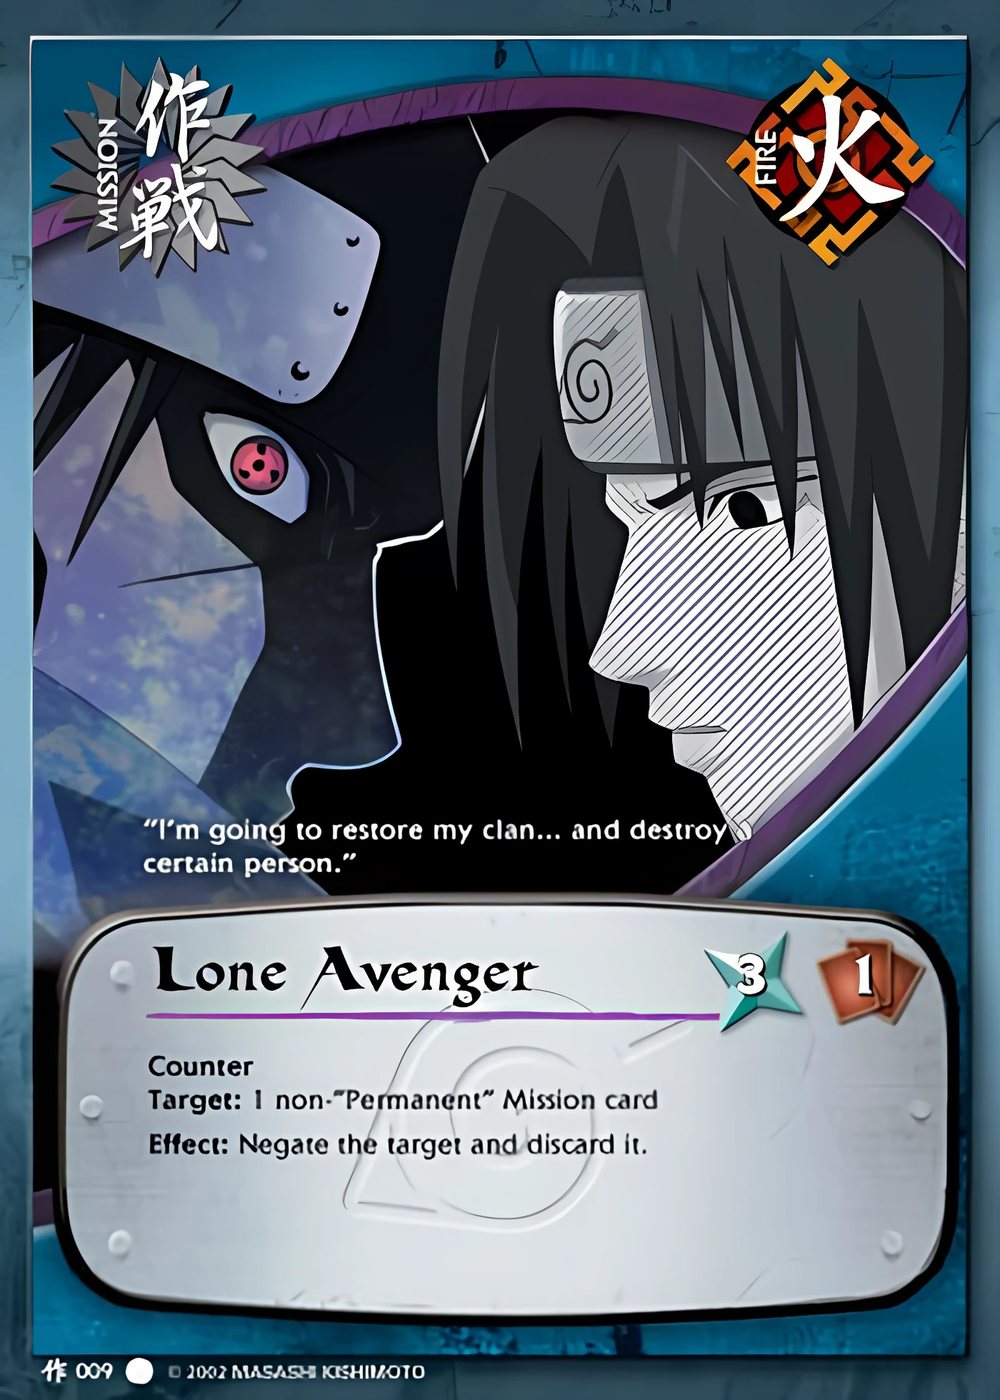 MISSION
作戦
FIRE
火
“I’m going to restore my clan... and destroy
certain person.”
Lone Avenger
3
1
Counter
Target: 1 non-“Permanent” Mission card
Effect: Negate the target and discard it.
作 009 © 2002 MASASHI KISHIMOTO